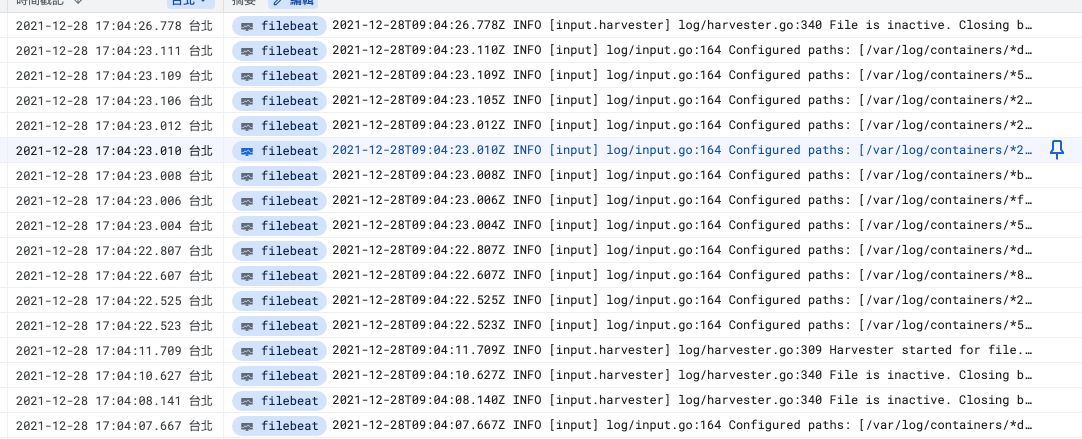 時間戳記 台北 摘要 編輯
2021-12-28 17:04:26.778 台北 filebeat 2021-12-28T09:04:26.778Z INFO [input.harvester] log/harvester.go:340 File is inactive. Closing b…
2021-12-28 17:04:23.111 台北 filebeat 2021-12-28T09:04:23.110Z INFO [input] log/input.go:164 Configured paths: [/var/log/containers/*d…
2021-12-28 17:04:23.109 台北 filebeat 2021-12-28T09:04:23.109Z INFO [input] log/input.go:164 Configured paths: [/var/log/containers/*5…
2021-12-28 17:04:23.106 台北 filebeat 2021-12-28T09:04:23.105Z INFO [input] log/input.go:164 Configured paths: [/var/log/containers/*2…
2021-12-28 17:04:23.012 台北 filebeat 2021-12-28T09:04:23.012Z INFO [input] log/input.go:164 Configured paths: [/var/log/containers/*2…
2021-12-28 17:04:23.010 台北 filebeat 2021-12-28T09:04:23.010Z INFO [input] log/input.go:164 Configured paths: [/var/log/containers/*2…
2021-12-28 17:04:23.008 台北 filebeat 2021-12-28T09:04:23.008Z INFO [input] log/input.go:164 Configured paths: [/var/log/containers/*b…
2021-12-28 17:04:23.006 台北 filebeat 2021-12-28T09:04:23.006Z INFO [input] log/input.go:164 Configured paths: [/var/log/containers/*f…
2021-12-28 17:04:23.004 台北 filebeat 2021-12-28T09:04:23.004Z INFO [input] log/input.go:164 Configured paths: [/var/log/containers/*5…
2021-12-28 17:04:22.807 台北 filebeat 2021-12-28T09:04:22.807Z INFO [input] log/input.go:164 Configured paths: [/var/log/containers/*d…
2021-12-28 17:04:22.607 台北 filebeat 2021-12-28T09:04:22.607Z INFO [input] log/input.go:164 Configured paths: [/var/log/containers/*8…
2021-12-28 17:04:22.525 台北 filebeat 2021-12-28T09:04:22.525Z INFO [input] log/input.go:164 Configured paths: [/var/log/containers/*2…
2021-12-28 17:04:22.523 台北 filebeat 2021-12-28T09:04:22.523Z INFO [input] log/input.go:164 Configured paths: [/var/log/containers/*5…
2021-12-28 17:04:11.709 台北 filebeat 2021-12-28T09:04:11.709Z INFO [input.harvester] log/harvester.go:309 Harvester started for file.…
2021-12-28 17:04:10.627 台北 filebeat 2021-12-28T09:04:10.627Z INFO [input.harvester] log/harvester.go:340 File is inactive. Closing b…
2021-12-28 17:04:08.141 台北 filebeat 2021-12-28T09:04:08.140Z INFO [input.harvester] log/harvester.go:340 File is inactive. Closing b…
2021-12-28 17:04:07.667 台北 filebeat 2021-12-28T09:04:07.667Z INFO [input] log/input.go:164 Configured paths: [/var/log/containers/*d…